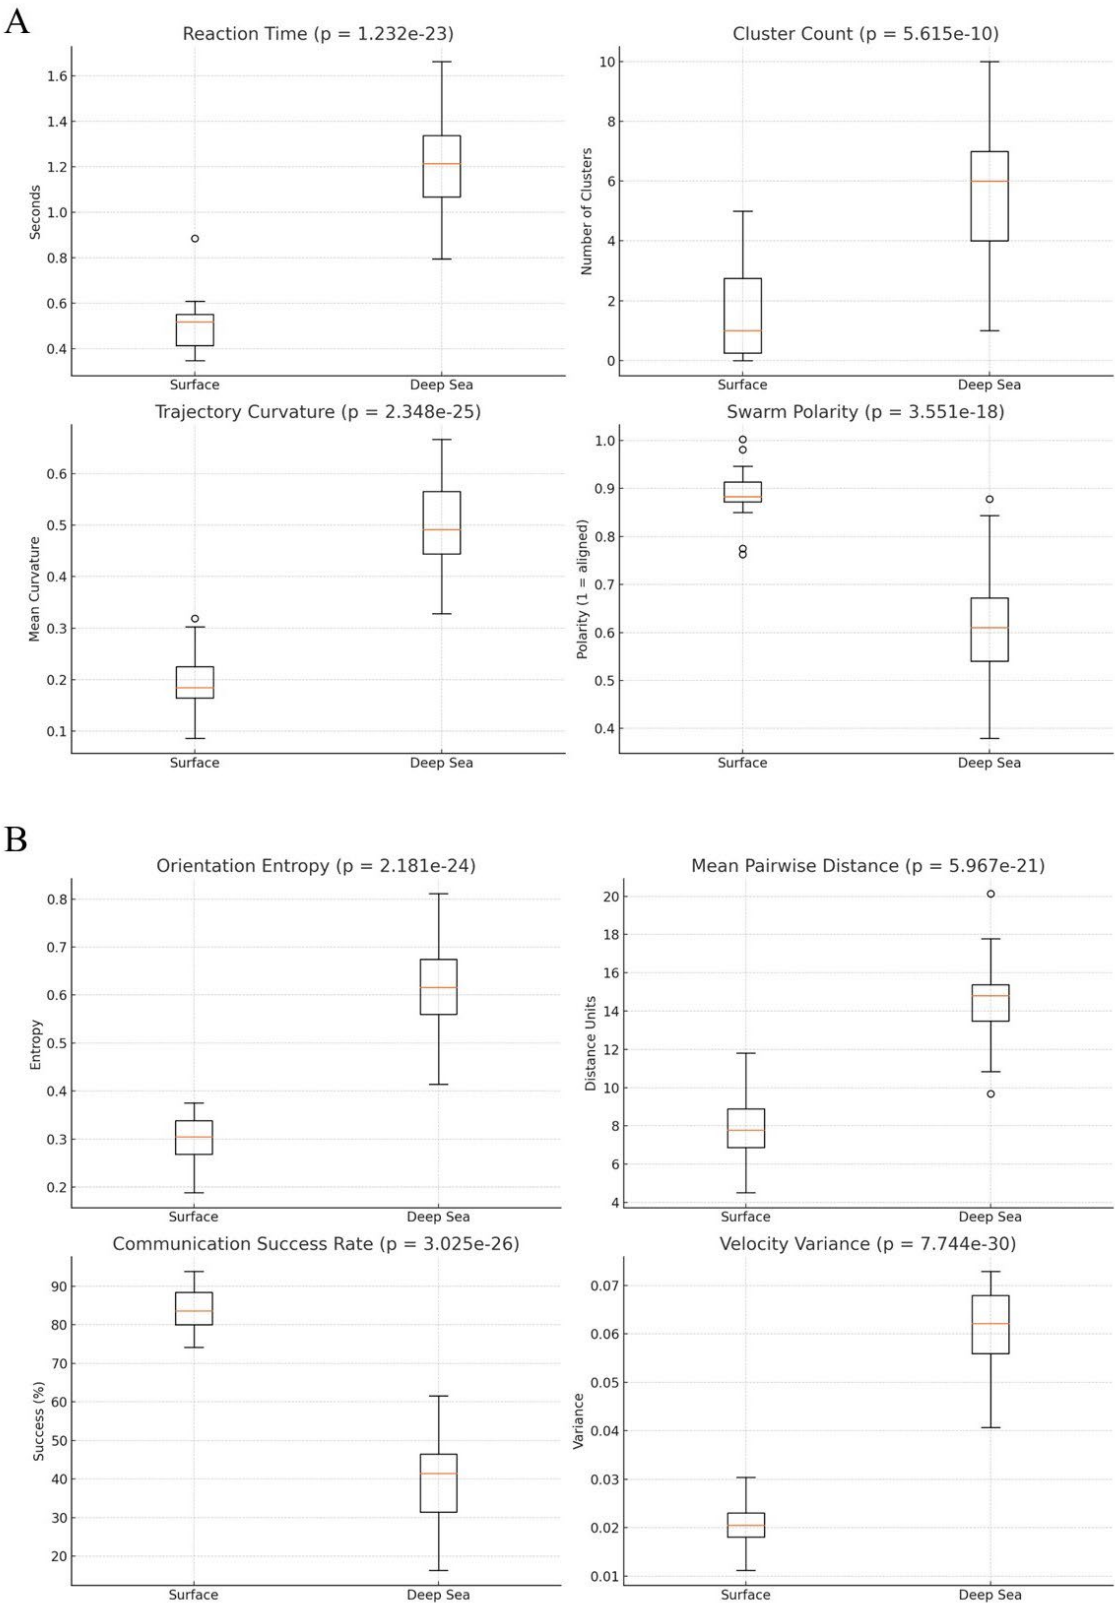 A
Reaction Time (p = 1.232e-23)
Seconds
1.6
1.4
1.2
1.0
0.8
0.6
0.4
Surface
Deep Sea
Cluster Count (p = 5.615e-10)
Number of Clusters
10
8
6
4
2
0
Surface
Deep Sea
Trajectory Curvature (p = 2.348e-25)
Mean Curvature
0.6
0.5
0.4
0.3
0.2
0.1
Surface
Deep Sea
Swarm Polarity (p = 3.551e-18)
Polarity (1 = aligned)
1.0
0.9
0.8
0.7
0.6
0.5
0.4
Surface
Deep Sea
B
Orientation Entropy (p = 2.181e-24)
Entropy
0.8
0.7
0.6
0.5
0.4
0.3
0.2
Surface
Deep Sea
Mean Pairwise Distance (p = 5.967e-21)
Distance Units
20
18
16
14
12
10
8
6
4
Surface
Deep Sea
Communication Success Rate (p = 3.025e-26)
Success (%)
90
80
70
60
50
40
30
20
Surface
Deep Sea
Velocity Variance (p = 7.744e-30)
Variance
0.07
0.06
0.05
0.04
0.03
0.02
0.01
Surface
Deep Sea